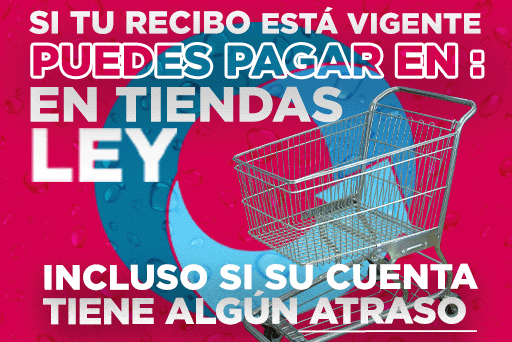 SI TU RECIBO ESTÁ VIGENTE
PUEDES PAGAR EN :
EN TIENDAS
LEY
INCLUSO SI SU CUENTA
TIENE ALGÚN ATRASO